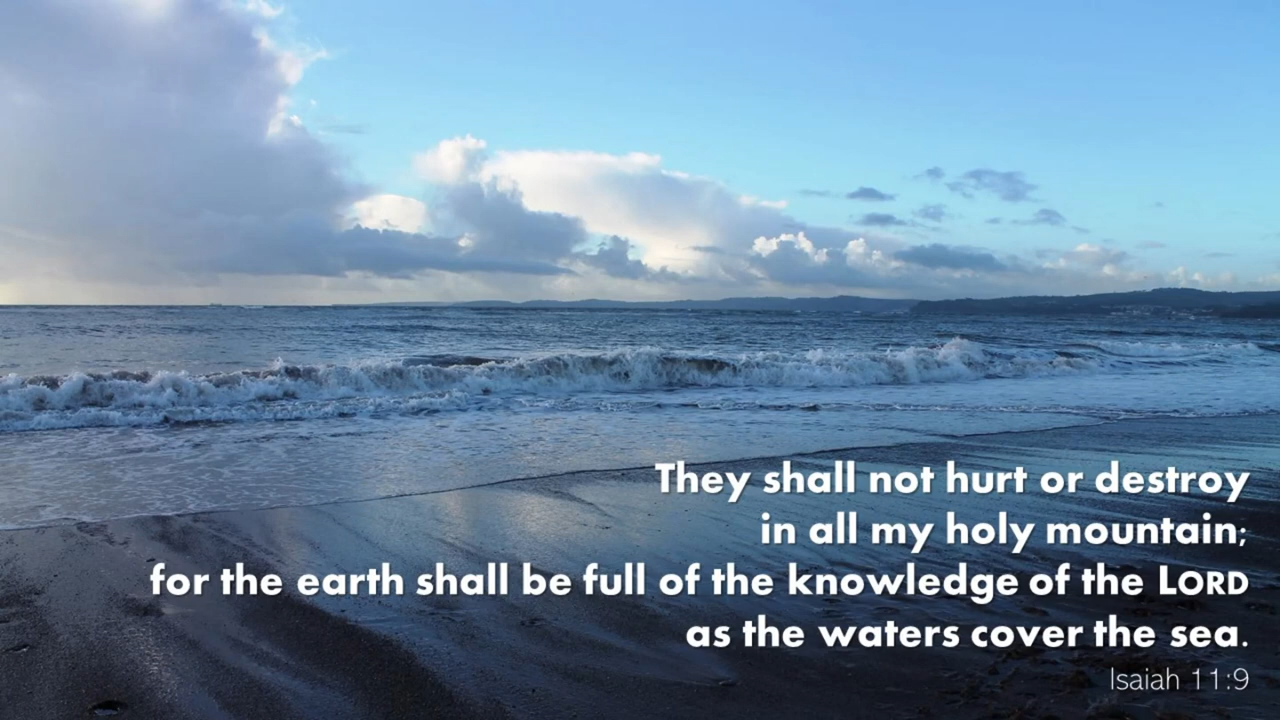 They shall not hurt or destroy
in all my holy mountain;
for the earth shall be full of the knowledge of the LORD
as the waters cover the sea.
Isaiah 11:9